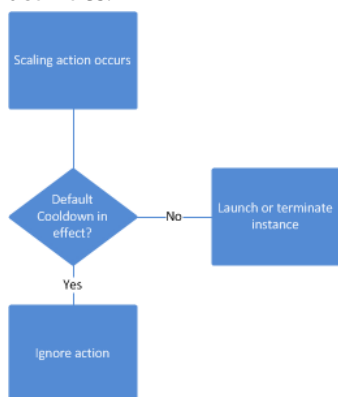 Scaling action occurs
Default
Cooldown in
effect?
No
Launch or terminate
instance
Yes
Ignore action